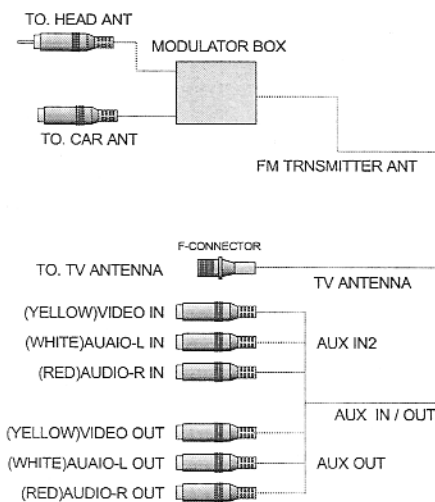 TO. HEAD ANT
MODULATOR BOX
TO. CAR ANT
FM TRNSMITTER ANT
F-CONNECTOR
TO. TV ANTENNA
TV ANTENNA
(YELLOW)VIDEO IN
(WHITE)AUAIO-L IN
AUX IN2
(RED)AUDIO-R IN
AUX IN / OUT
(YELLOW)VIDEO OUT
(WHITE)AUAIO-L OUT
AUX OUT
(RED)AUDIO-R OUT